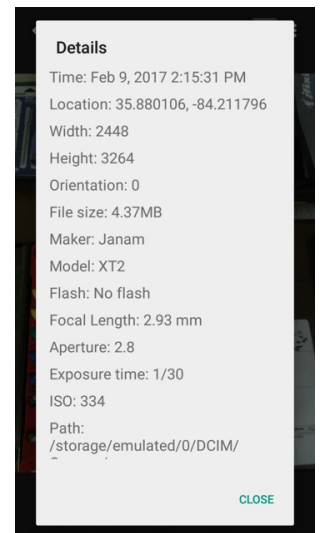 Details
Time: Feb 9, 2017 2:15:31 PM
Location: 35.880106, -84.211796
Width: 2448
Height: 3264
Orientation: 0
File size: 4.37MB
Maker: Janam
Model: XT2
Flash: No flash
Focal Length: 2.93 mm
Aperture: 2.8
Exposure time: 1/30
ISO: 334
Path:
/storage/emulated/0/DCIM/
CLOSE